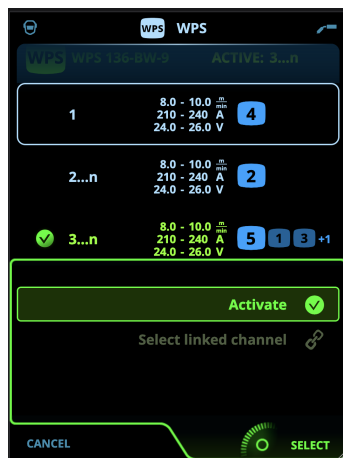 WPS WPS
WPS WPS 136-BW-9 ACTIVE: 3...n
8.0 - 10.0 m/min
1 210 - 240 A 4
24.0 - 26.0 V
8.0 - 10.0 m/min
2...n 210 - 240 A 2
24.0 - 26.0 V
8.0 - 10.0 m/min
3...n 210 - 240 A 5 1 3 +1
24.0 - 26.0 V
Activate
Select linked channel
CANCEL SELECT